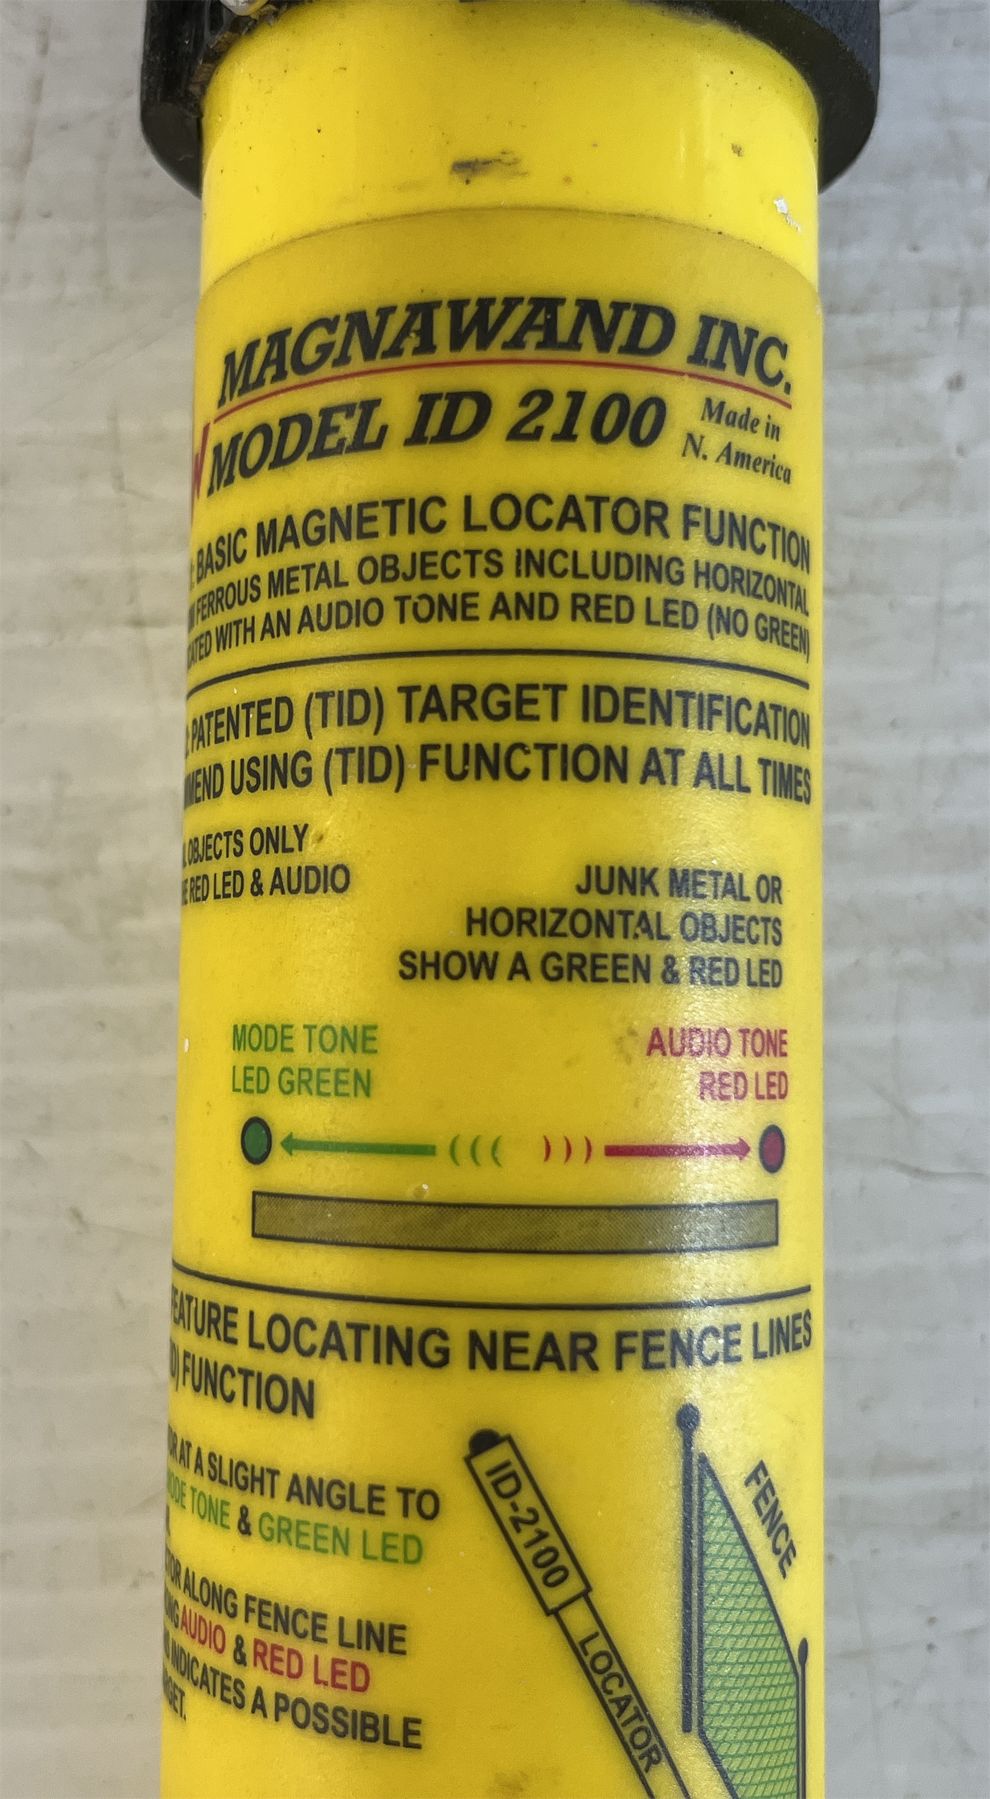 MAGNAWAND INC.
MODEL ID 2100
Made in
N. America
BASIC MAGNETIC LOCATOR FUNCTION
FERROUS METAL OBJECTS INCLUDING HORIZONTAL
WITH AN AUDIO TONE AND RED LED (NO GREEN)
PATENTED (TID) TARGET IDENTIFICATION
USING (TID) FUNCTION AT ALL TIMES
OBJECTS ONLY
RED LED & AUDIO
JUNK METAL OR
HORIZONTAL OBJECTS
SHOW A GREEN & RED LED
MODE TONE
LED GREEN
AUDIO TONE
RED LED
FEATURE LOCATING NEAR FENCE LINES
FUNCTION
AT A SLIGHT ANGLE TO
MODE TONE & GREEN LED
ALONG FENCE LINE
AUDIO & RED LED
INDICATES A POSSIBLE
ID-2100
LOCATOR
FENCE